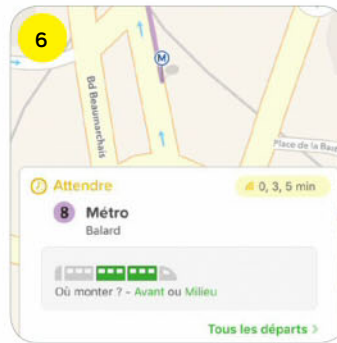 6
M
Bd Beaumarchais
Place de la Bas
Attendre
0, 3, 5 min
8 Métro
Balard
Où monter ? - Avant ou Milieu
Tous les départs >